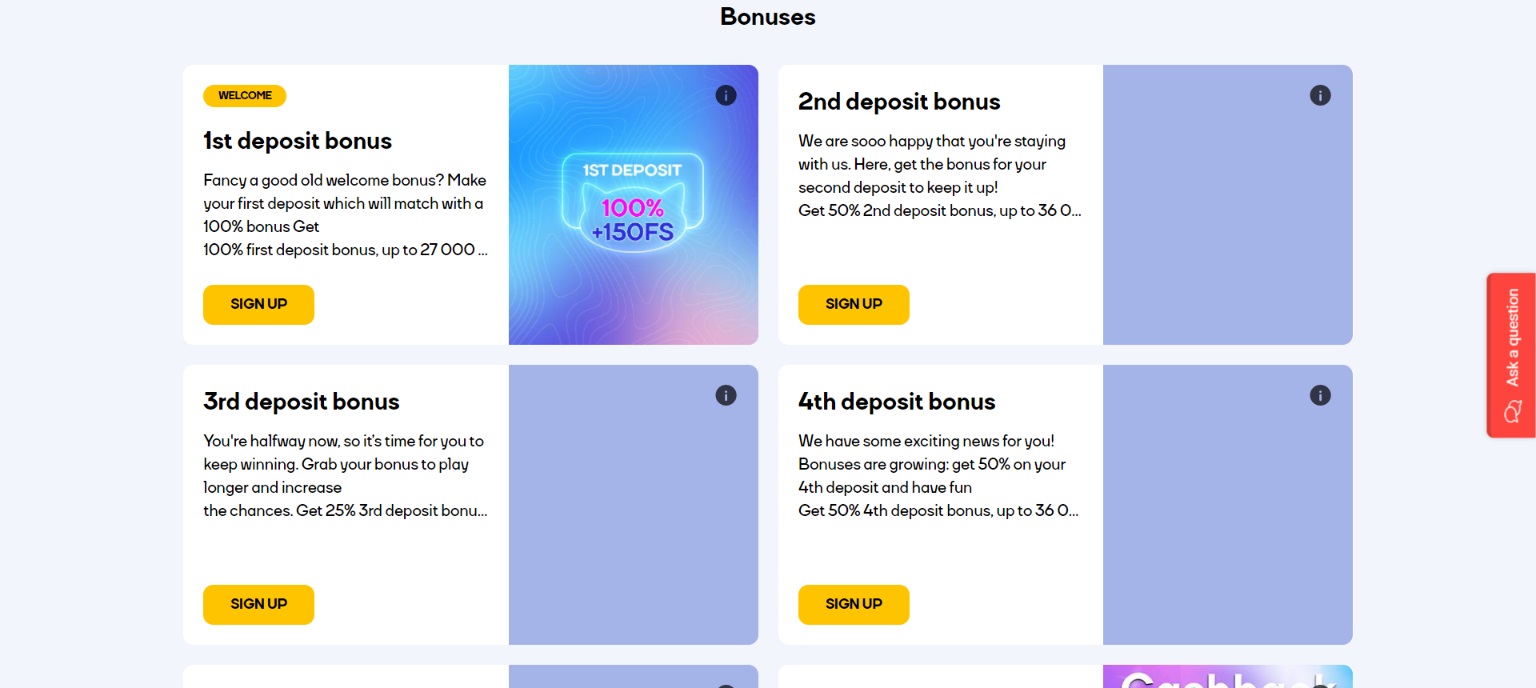 Bonuses
WELCOME
1st deposit bonus
Fancy a good old welcome bonus? Make
your first deposit which will match with a
100% bonus Get
100% first deposit bonus, up to 27 000 ...
SIGN UP
1ST DEPOSIT
100%
+150FS
2nd deposit bonus
We are sooo happy that you're staying
with us. Here, get the bonus for your
second deposit to keep it up!
Get 50% 2nd deposit bonus, up to 36 0...
SIGN UP
3rd deposit bonus
You're halfway now, so it's time for you to
keep winning. Grab your bonus to play
longer and increase
the chances. Get 25% 3rd deposit bonu...
SIGN UP
4th deposit bonus
We have some exciting news for you!
Bonuses are growing: get 50% on your
4th deposit and have fun
Get 50% 4th deposit bonus, up to 36 0...
SIGN UP
Ask a question